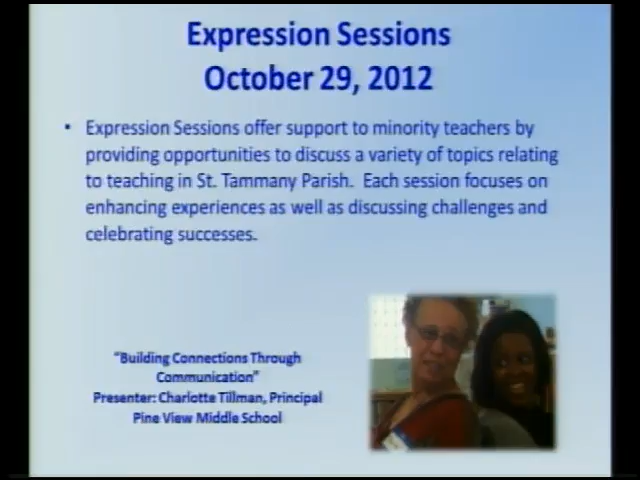 Expression Sessions
October 29, 2012
• Expression Sessions offer support to minority teachers by
providing opportunities to discuss a variety of topics relating
to teaching in St. Tammany Parish. Each session focuses on
enhancing experiences as well as discussing challenges and
celebrating successes.
“Building Connections Through
Communication”
Presenter: Charlotte Tillman, Principal
Pine View Middle School